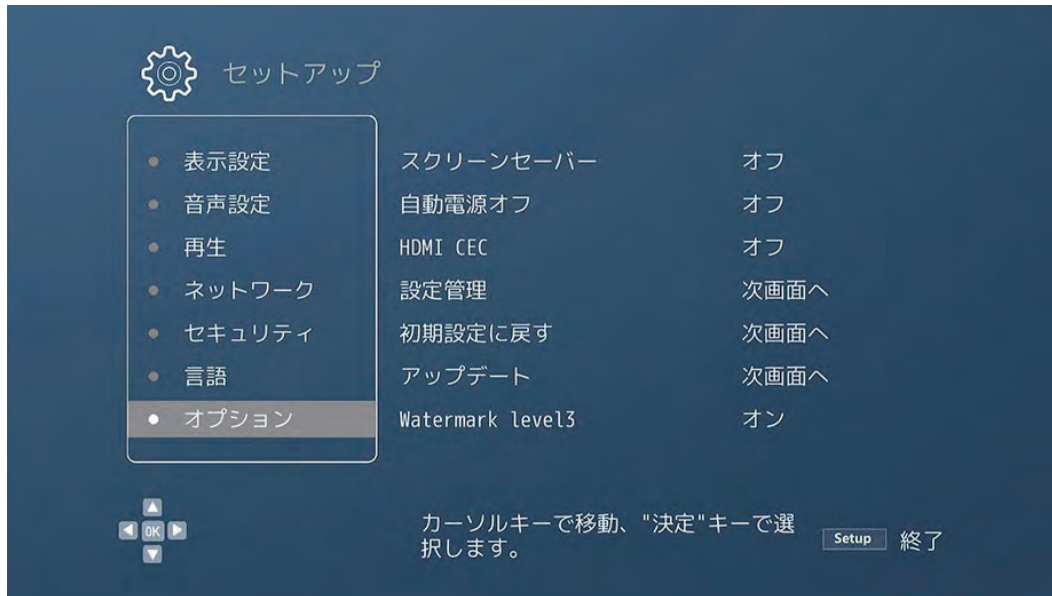 セットアップ
表示設定 スクリーンセーバー オフ
音声設定 自動電源オフ オフ
再生 HDMI CEC オフ
ネットワーク 設定管理 次画面へ
セキュリティ 初期設定に戻す 次画面へ
言語 アップデート 次画面へ
オプション Watermark level3 オン
OK
カーソルキーで移動、"決定"キーで選
択します。
Setup 終了